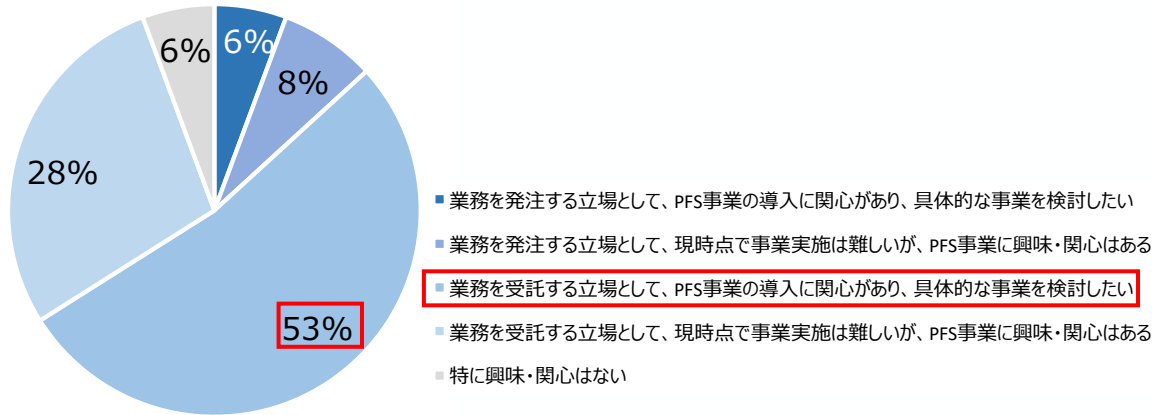 6%
6%
8%
28%
53%
業務を発注する立場として、PFS事業の導入に関心があり、具体的な事業を検討したい
業務を発注する立場として、現時点で事業実施は難しいが、PFS事業に興味・関心はある
業務を受託する立場として、PFS事業の導入に関心があり、具体的な事業を検討したい
業務を受託する立場として、現時点で事業実施は難しいが、PFS事業に興味・関心はある
特に興味・関心はない